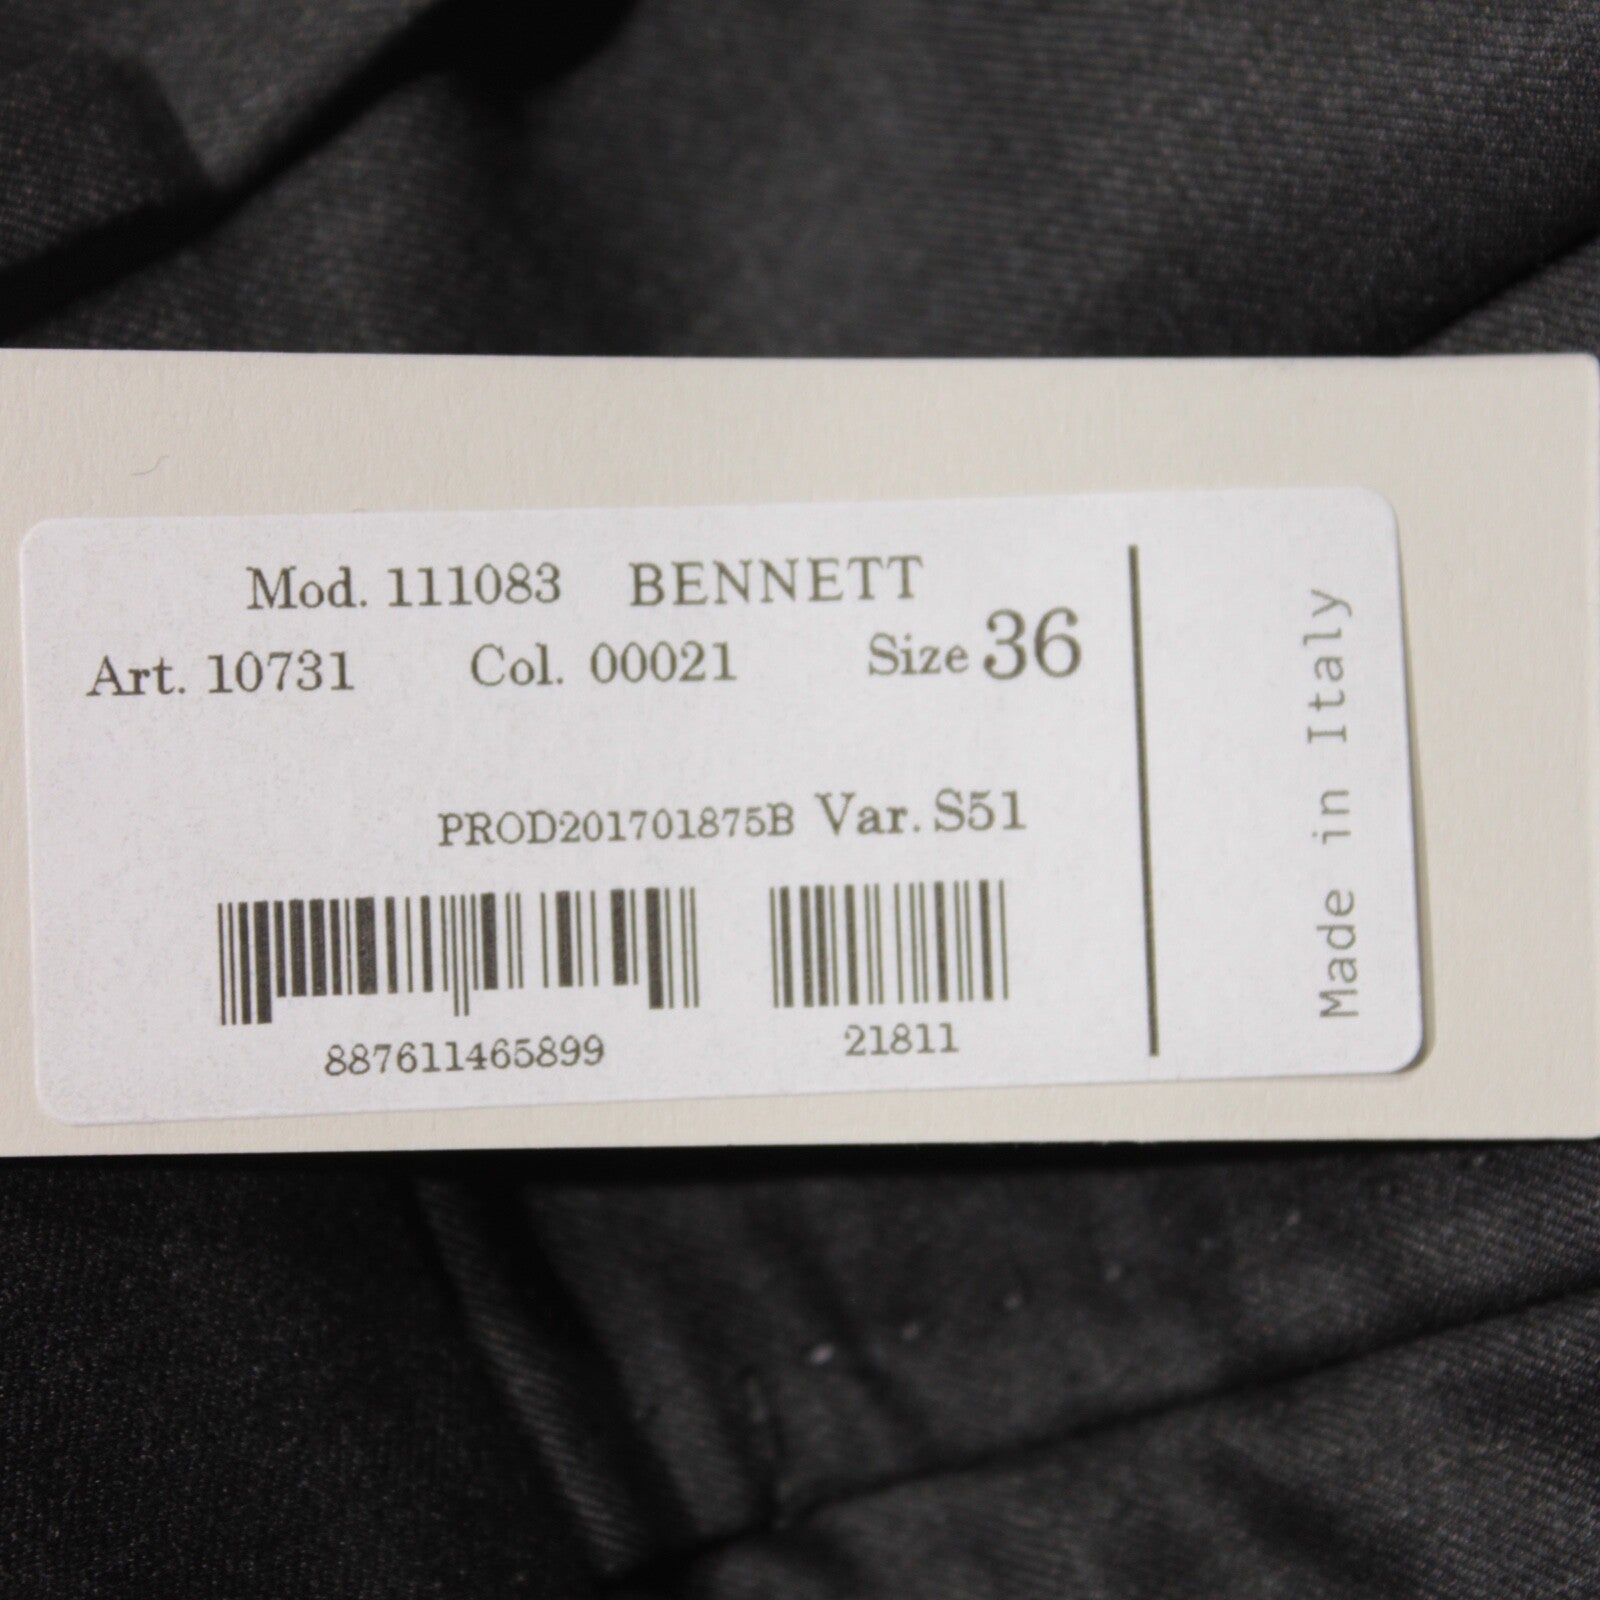 Mod. 111083 BENNETT
Art. 10731 Col. 00021 Size 36
PROD201701875B Var. S51
887611465899 21811
Made in Italy